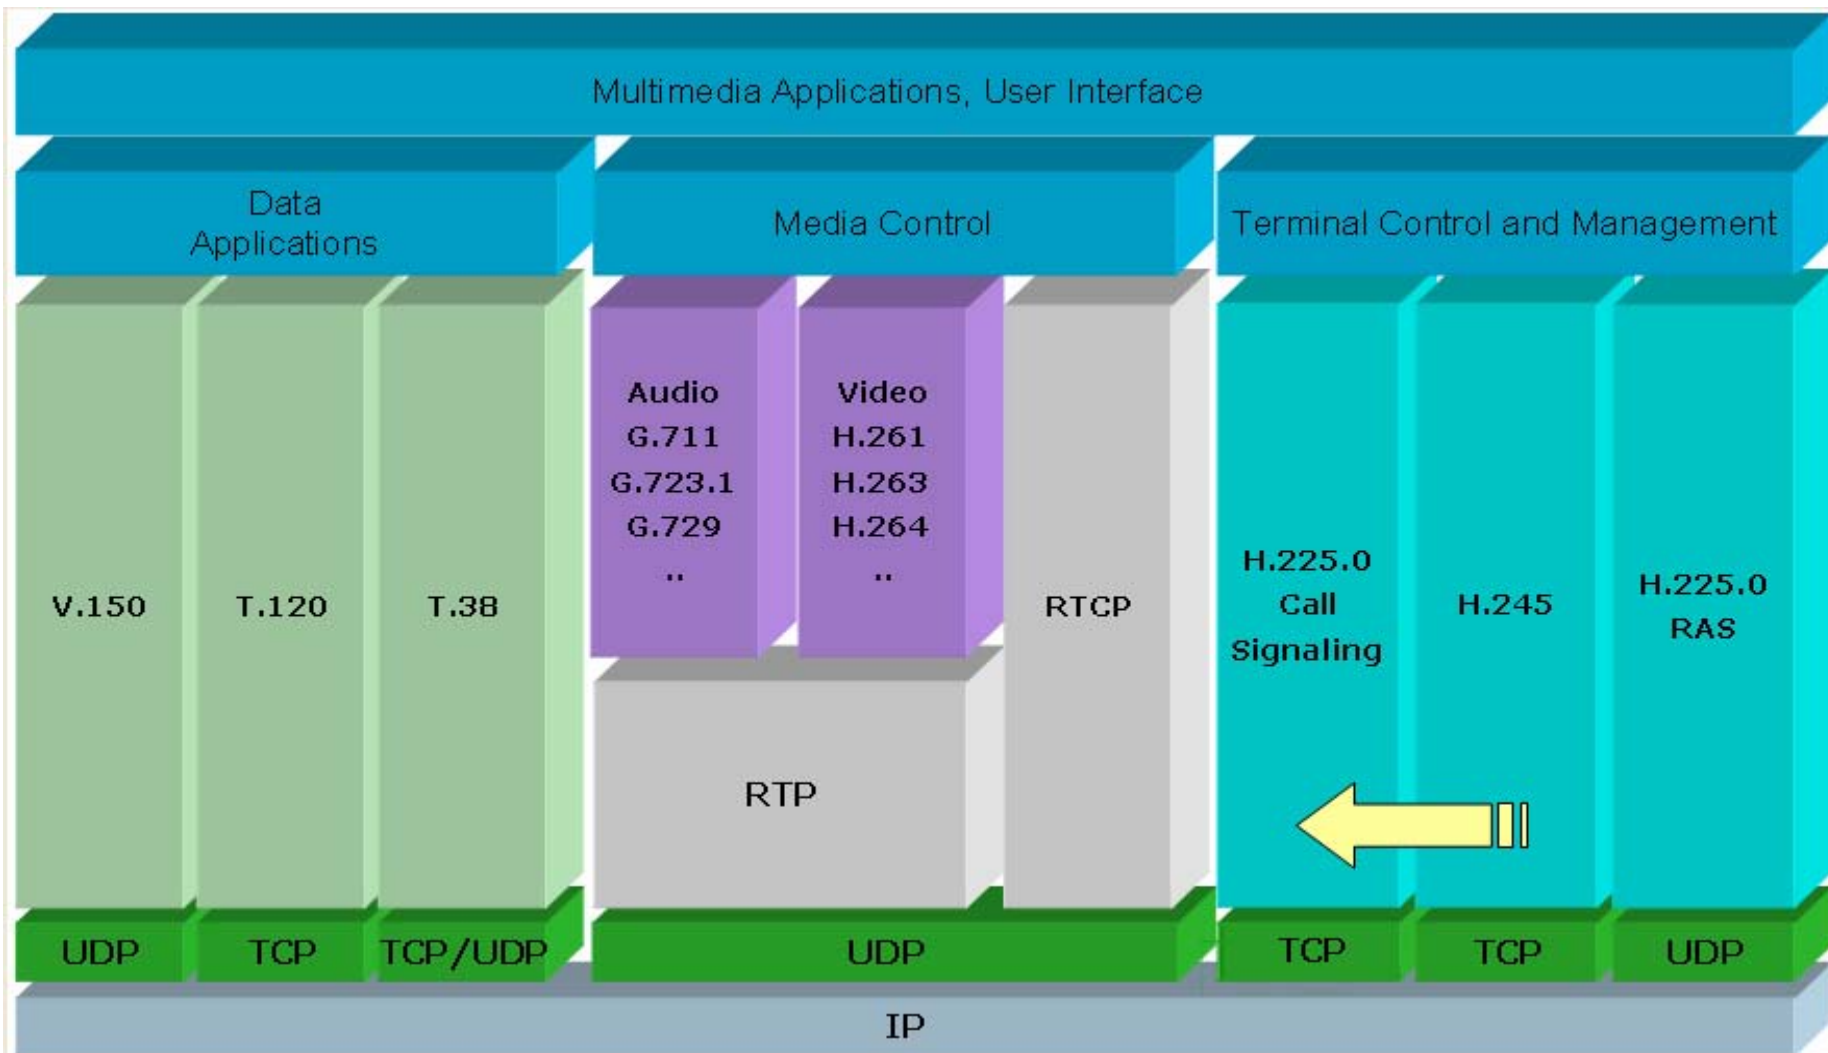 Multimedia Applications, User Interface
Data
Applications
Media Control
Terminal Control and Management
V.150
T.120
T.38
Audio
G.711
G.723.1
G.729
..
Video
H.261
H.263
H.264
..
RTP
RTCP
H.225.0
Call
Signaling
H.245
H.225.0
RAS
UDP
TCP
TCP/UDP
UDP
TCP
TCP
UDP
IP